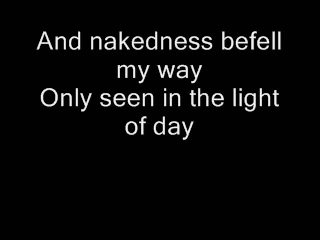 And nakedness befell
my way
Only seen in the light
of day